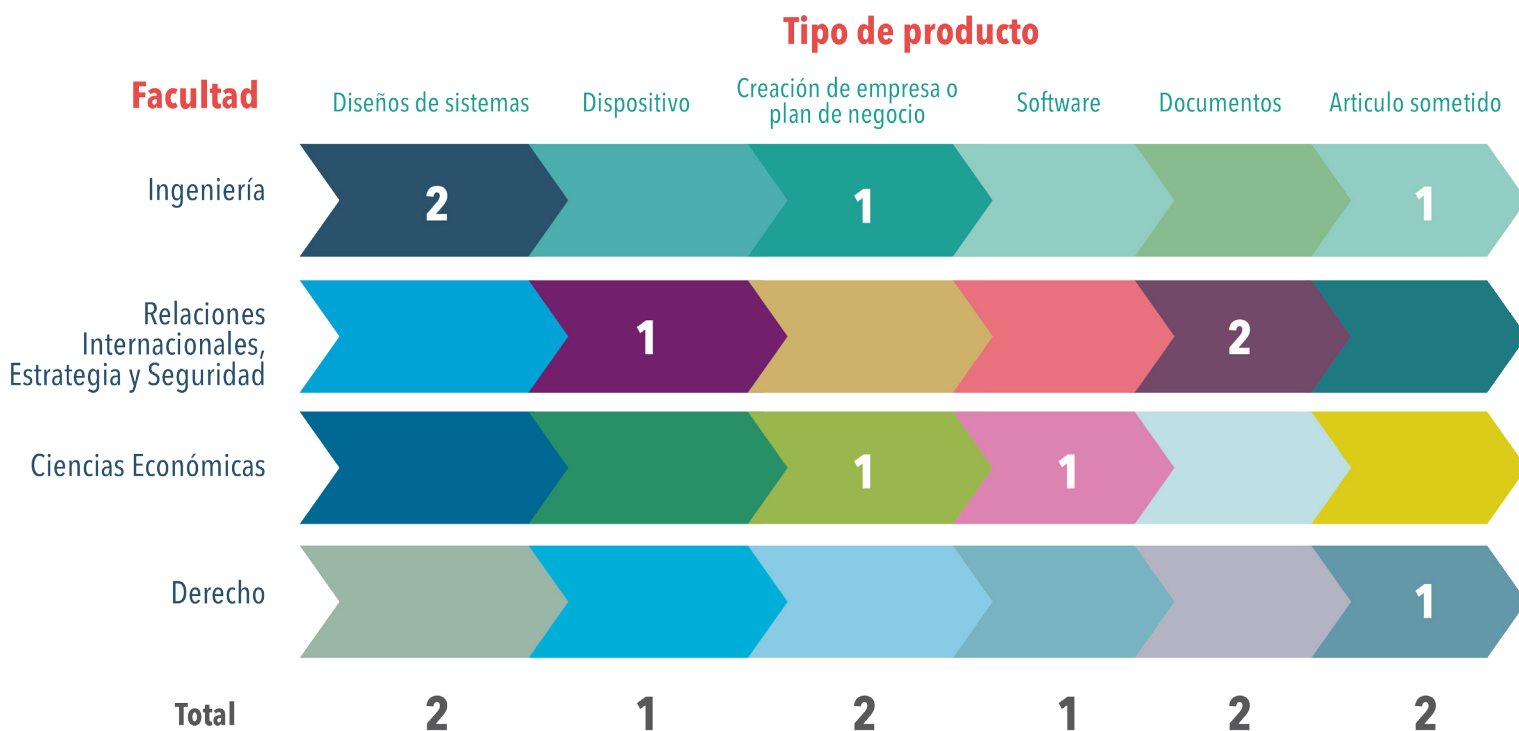 Tipo de producto
Facultad
Diseños de sistemas
Dispositivo
Creación de empresa o
plan de negocio
Software
Documentos
Articulo sometido
Ingeniería
2
1
1
Relaciones
Internacionales,
Estrategia y Seguridad
1
2
Ciencias Económicas
1
1
Derecho
1
Total
2
1
2
1
2
2